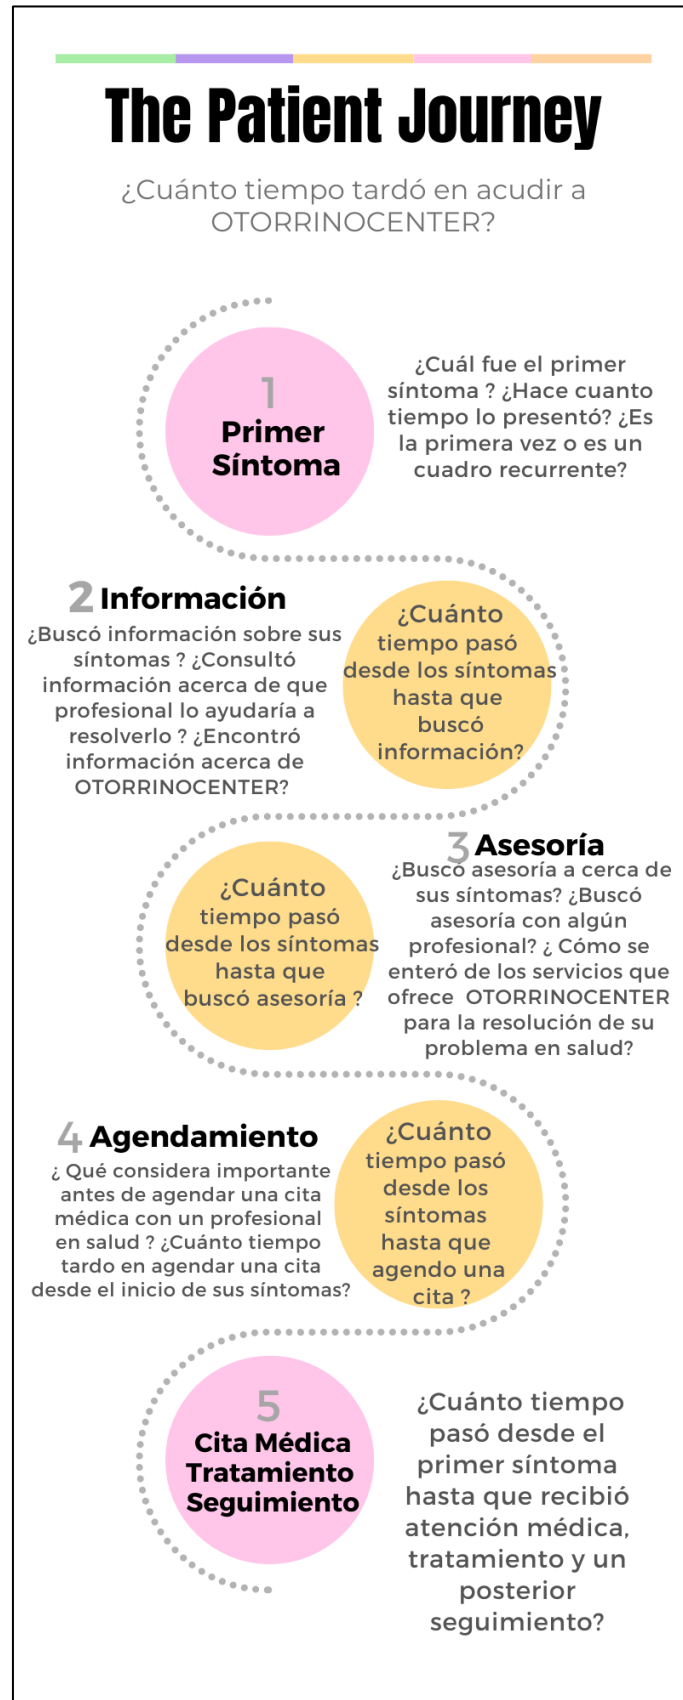 The Patient Journey
¿Cuánto tiempo tardó en acudir a
OTORRINOCENTER?
1
Primer
Síntoma
¿Cuál fue el primer
síntoma ? ¿Hace cuanto
tiempo lo presentó? ¿Es
la primera vez o es un
cuadro recurrente?
2 Información
¿Buscó información sobre sus
síntomas ? ¿Consultó
información acerca de que
profesional lo ayudaría a
resolverlo ? ¿Encontró
información acerca de
OTORRINOCENTER?
¿Cuánto
tiempo pasó
desde los síntomas
hasta que
buscó
información?
3 Asesoría
¿Buscó asesoría a cerca de
sus síntomas? ¿Buscó
asesoría con algún
profesional? ¿ Cómo se
enteró de los servicios que
ofrece  OTORRINOCENTER
para la resolución de su
problema en salud?
¿Cuánto
tiempo pasó
desde los síntomas
hasta que
buscó asesoría ?
4 Agendamiento
¿ Qué considera importante
antes de agendar una cita
médica con un profesional
en salud ? ¿Cuánto tiempo
tardo en agendar una cita
desde el inicio de sus síntomas?
¿Cuánto
tiempo pasó
desde los
síntomas
hasta que
agendo una
cita ?
5
Cita Médica
Tratamiento
Seguimiento
¿Cuánto tiempo
pasó desde el
primer síntoma
hasta que recibió
atención médica,
tratamiento y un
posterior
seguimiento?